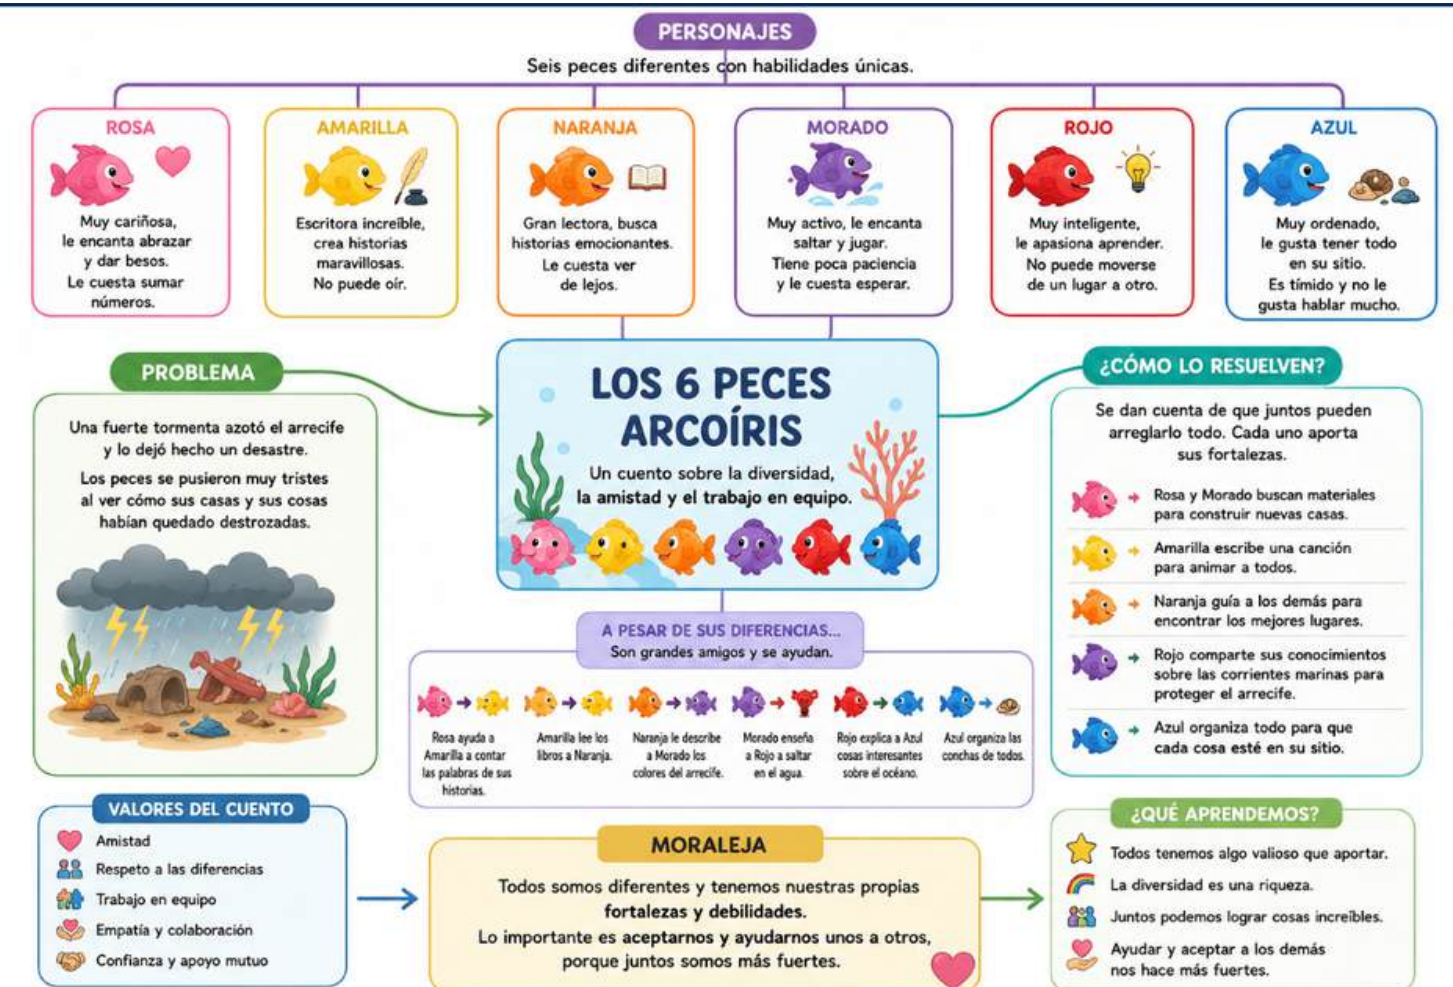 PERSONAJES
Seis peces diferentes con habilidades únicas.
ROSA
Muy cariñosa,
le encanta abrazar
y dar besos.
Le cuesta sumar
números.
AMARILLA
Escritora increíble,
crea historias
maravillosas.
No puede oír.
NARANJA
Gran lectora, busca
historias emocionantes.
Le cuesta ver
de lejos.
MORADO
Muy activo, le encanta
saltar y jugar.
Tiene poca paciencia
y le cuesta esperar.
ROJO
Muy inteligente,
le apasiona aprender.
No puede moverse
de un lugar a otro.
AZUL
Muy ordenado,
le gusta tener todo
en su sitio.
Es tímido y no le
gusta hablar mucho.
PROBLEMA
Una fuerte tormenta azotó el arrecife
y lo dejó hecho un desastre.
Los peces se pusieron muy tristes
al ver cómo sus casas y sus cosas
habían quedado destrozadas.
LOS 6 PECES
ARCOÍRIS
Un cuento sobre la diversidad,
la amistad y el trabajo en equipo.
¿CÓMO LO RESUELVEN?
Se dan cuenta de que juntos pueden
arreglarlo todo. Cada uno aporta
sus fortalezas.
Rosa y Morado buscan materiales
para construir nuevas casas.
Amarilla escribe una canción
para animar a todos.
Naranja guía a los demás para
encontrar los mejores lugares.
Rojo comparte sus conocimientos
sobre las corrientes marinas para
proteger el arrecife.
Azul organiza todo para que
cada cosa esté en su sitio.
A PESAR DE SUS DIFERENCIAS...
Son grandes amigos y se ayudan.
Rosa ayuda a
Amarilla a contar
las palabras de sus
historias.
Amarilla lee los
libros a Naranja.
Naranja le describe
a Morado los
colores del arrecife.
Morado enseña
a Rojo a saltar
en el agua.
Rojo explica a Azul
cosas interesantes
sobre el océano.
Azul organiza las
conchas de todos.
VALORES DEL CUENTO
Amistad
Respeto a las diferencias
Trabajo en equipo
Empatía y colaboración
Confianza y apoyo mutuo
MORALEJA
Todos somos diferentes y tenemos nuestras propias
fortalezas y debilidades.
Lo importante es aceptarnos y ayudarnos unos a otros,
porque juntos somos más fuertes.
¿QUÉ APRENDEMOS?
Todos tenemos algo valioso que aportar.
La diversidad es una riqueza.
Juntos podemos lograr cosas increíbles.
Ayudar y aceptar a los demás
nos hace más fuertes.